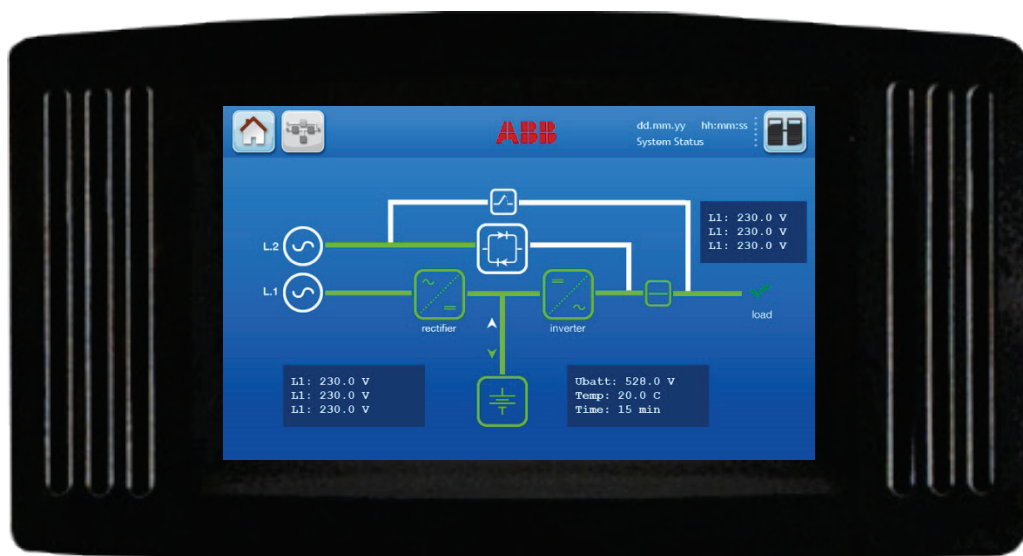 ABB
dd.mm.yy hh:mm:ss
System Status
L1: 230.0 V
L1: 230.0 V
L1: 230.0 V
L.2
L.1
rectifier
inverter
load
L1: 230.0 V
L1: 230.0 V
L1: 230.0 V
Ubatt: 528.0 V
Temp: 20.0 C
Time: 15 min